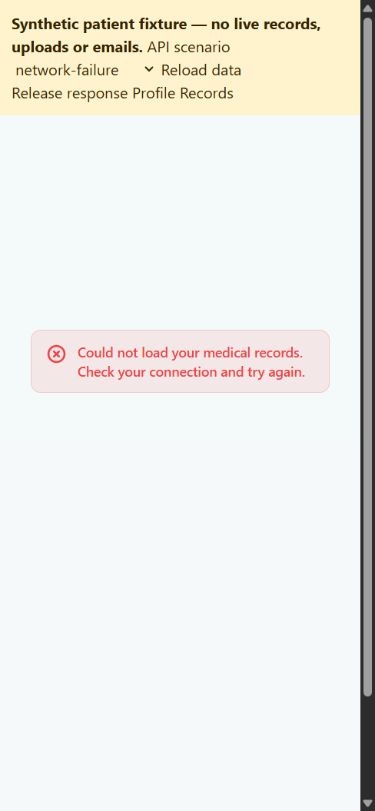 Synthetic patient fixture — no live records,
uploads or emails. API scenario
network-failure Reload data
Release response Profile Records
Could not load your medical records.
Check your connection and try again.